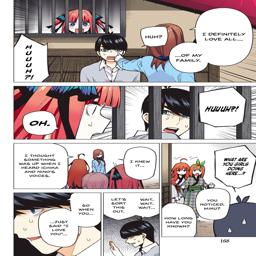 I DEFINITELY
LOVE ALL...
...OF MY
FAMILY.
HUH?
HUUUH?!
HUUUH?!
OH.
WHAT ARE
YOU GIRLS
DOING
HERE...?
I KNEW
IT...
I THOUGHT
SOMETHING
WAS UP WHEN
I HEARD
ICHIKA AND
NINO'S
VOICES.
YOU
NOTICED,
MIKU?
HOW LONG
HAVE YOU
KNOWN?
WAIT,
WAIT,
WAIT.
LET'S
SORT
THIS
OUT.
SO
WHEN
YOU...
...JUST
SAID "I
LOVE
YOU"...
168